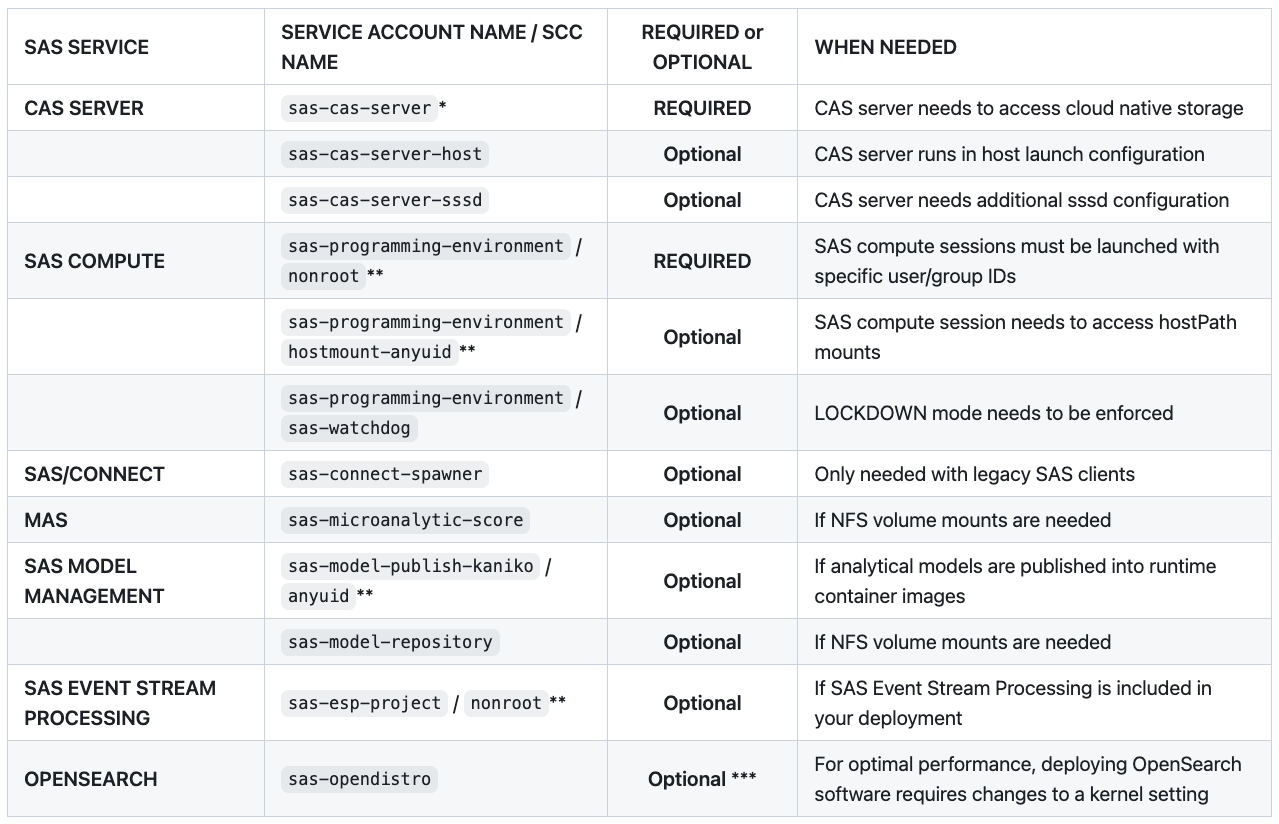 SAS SERVICE
SERVICE ACCOUNT NAME / SCC
NAME
REQUIRED or
OPTIONAL
WHEN NEEDED
CAS SERVER
sas-cas-server *
REQUIRED
CAS server needs to access cloud native storage
sas-cas-server-host
Optional
CAS server runs in host launch configuration
sas-cas-server-sssd
Optional
CAS server needs additional sssd configuration
SAS COMPUTE
sas-programming-environment /
nonroot **
REQUIRED
SAS compute sessions must be launched with
specific user/group IDs
sas-programming-environment /
hostmount-anyuid **
Optional
SAS compute session needs to access hostPath
mounts
sas-programming-environment /
sas-watchdog
Optional
LOCKDOWN mode needs to be enforced
SAS/CONNECT
sas-connect-spawner
Optional
Only needed with legacy SAS clients
MAS
sas-microanalytic-score
Optional
If NFS volume mounts are needed
SAS MODEL
MANAGEMENT
sas-model-publish-kaniko /
anyuid **
Optional
If analytical models are published into runtime
container images
sas-model-repository
Optional
If NFS volume mounts are needed
SAS EVENT STREAM
PROCESSING
sas-esp-project / nonroot **
Optional
If SAS Event Stream Processing is included in
your deployment
OPENSEARCH
sas-opendistro
Optional ***
For optimal performance, deploying OpenSearch
software requires changes to a kernel setting